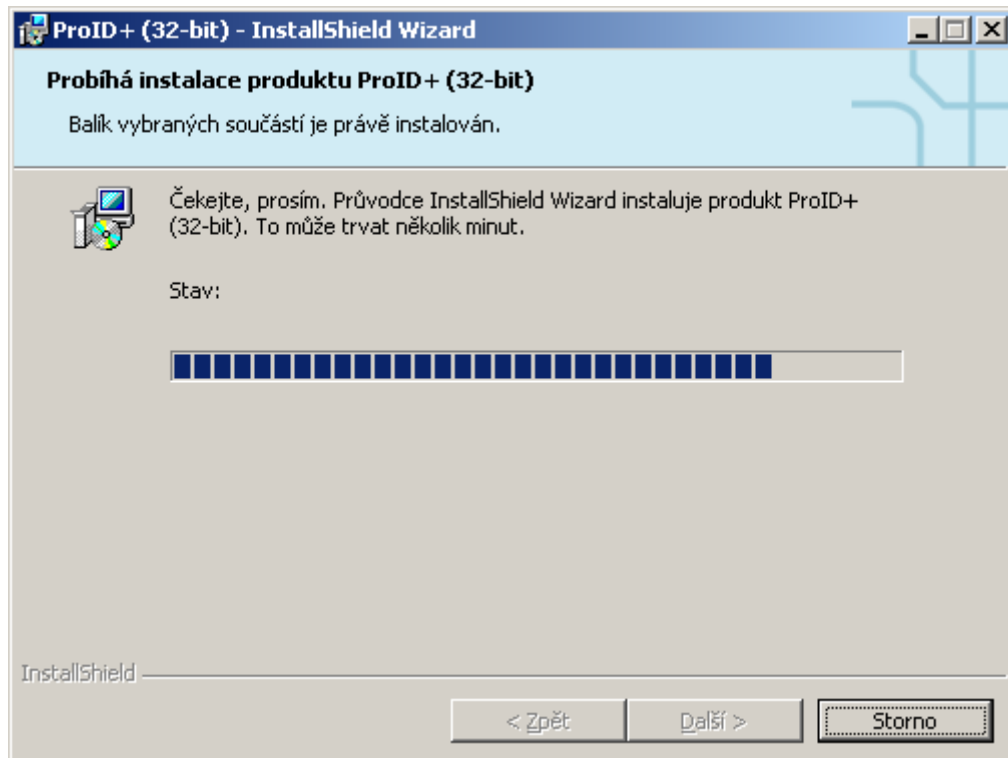 ProID+ (32-bit) - InstallShield Wizard
Probíhá instalace produktu ProID+ (32-bit)
Balík vybraných součástí je právě instalován.
Čekejte, prosím. Průvodce InstallShield Wizard instaluje produkt ProID+
(32-bit). To může trvat několik minut.
Stav:
InstallShield
< Zpět
Další >
Storno